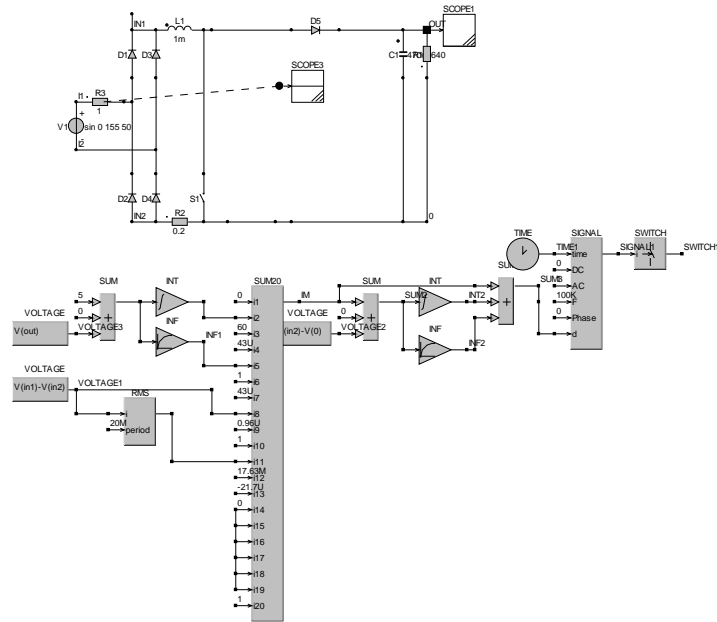 SCOPE1
IN1
L1
1m
D5
OUT
D1
D3
C1
640
SCOPE3
I1
R3
1
V1
sin 0 155 50
I2
D2
D4
S1
IN2
R2
0.2
0
TIME
SIGNAL
SWITCH
TIME1
time
SIGNAL1
i
SWITCH1
0
DC
AC
100K
F
0
Phase
d
SUM
INT
SUM20
SUM
INT
SUM3
5
0
i1
IM
SUM2
INT2
VOLTAGE
0
i2
VOLTAGE
0
V(out)
VOLTAGE3
INF
INF1
60
i3
(in2)-V(0)
VOLTAGE2
INF
INF2
43U
i4
i5
VOLTAGE
1
i6
V(in1)-V(in2)
VOLTAGE1
43U
i7
RMS
i
i8
20M
period
0.96U
i9
1
i10
i11
17.63M
i12
-21.7U
i13
0
i14
i15
i16
i17
i18
i19
1
i20